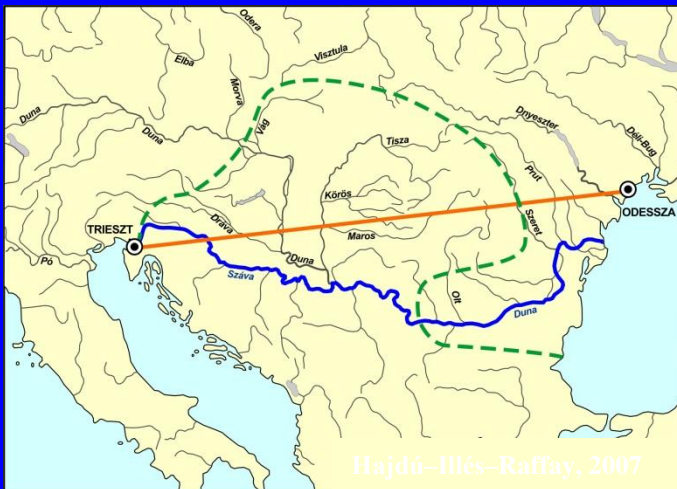 Odera
Visztula
Elba
Morva
Vág
Duna
Duna
Dnyeszter
Déli-Bug
Tisza
Prut
Körös
ODESSZA
TRIESZT
Dráva
Szeret
Maros
Pó
Duna
Száva
Olt
Duna
Hajdú–Illés–Raffay, 2007